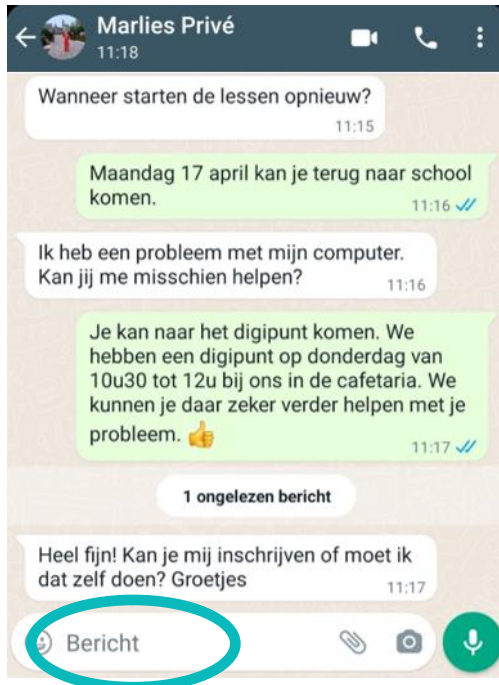 Marlies Privé
11:18
Wanneer starten de lessen opnieuw?
11:15
Maandag 17 april kan je terug naar school
komen.
11:16
Ik heb een probleem met mijn computer.
Kan jij me misschien helpen?
11:16
Je kan naar het digipunt komen. We
hebben een digipunt op donderdag van
10u30 tot 12u bij ons in de cafetaria. We
kunnen je daar zeker verder helpen met je
probleem. 👍
11:17
1 ongelezen bericht
Heel fijn! Kan je mij inschrijven of moet ik
dat zelf doen? Groetjes
11:17
Bericht